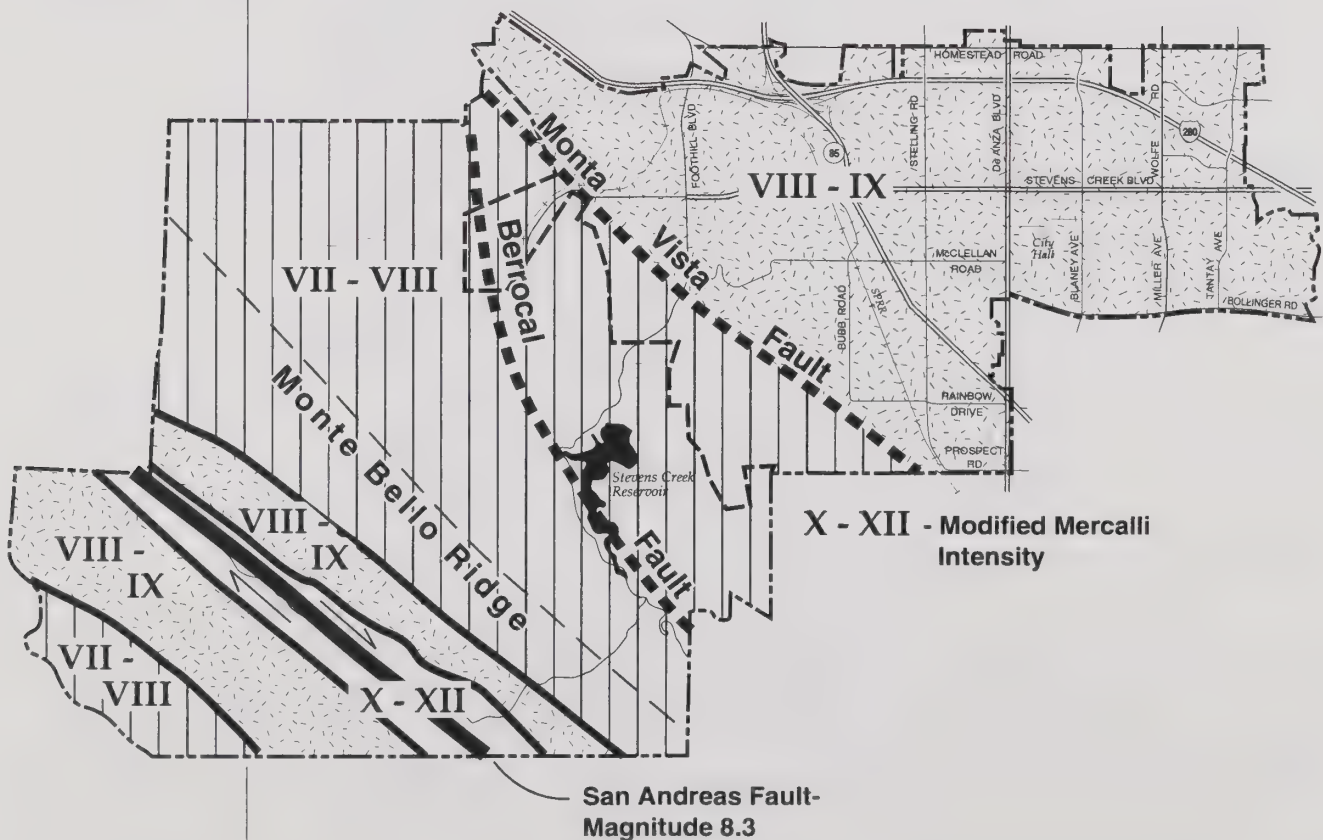 HOMESTEAD ROAD
280
85
FOOTHILL BLVD
STELLING RD
De ANZA BLVD
WOLFE RD
STEVENS CREEK BLVD
VIII - IX
Monta Vista Fault
McCLELLAN
ROAD
City
Hall
BLANEY AVE
MILLER AVE
TANTAY AVE
BOLLINGER RD
BUBB ROAD
SPRR
RAINBOW
DRIVE
PROSPECT
RD
Berrocal Fault
VII - VIII
Monte Bello Ridge
Stevens Creek
Reservoir
X - XII - Modified Mercalli
Intensity
VIII -
IX
VIII -
IX
VII -
VIII
X - XII
San Andreas Fault-
Magnitude 8.3